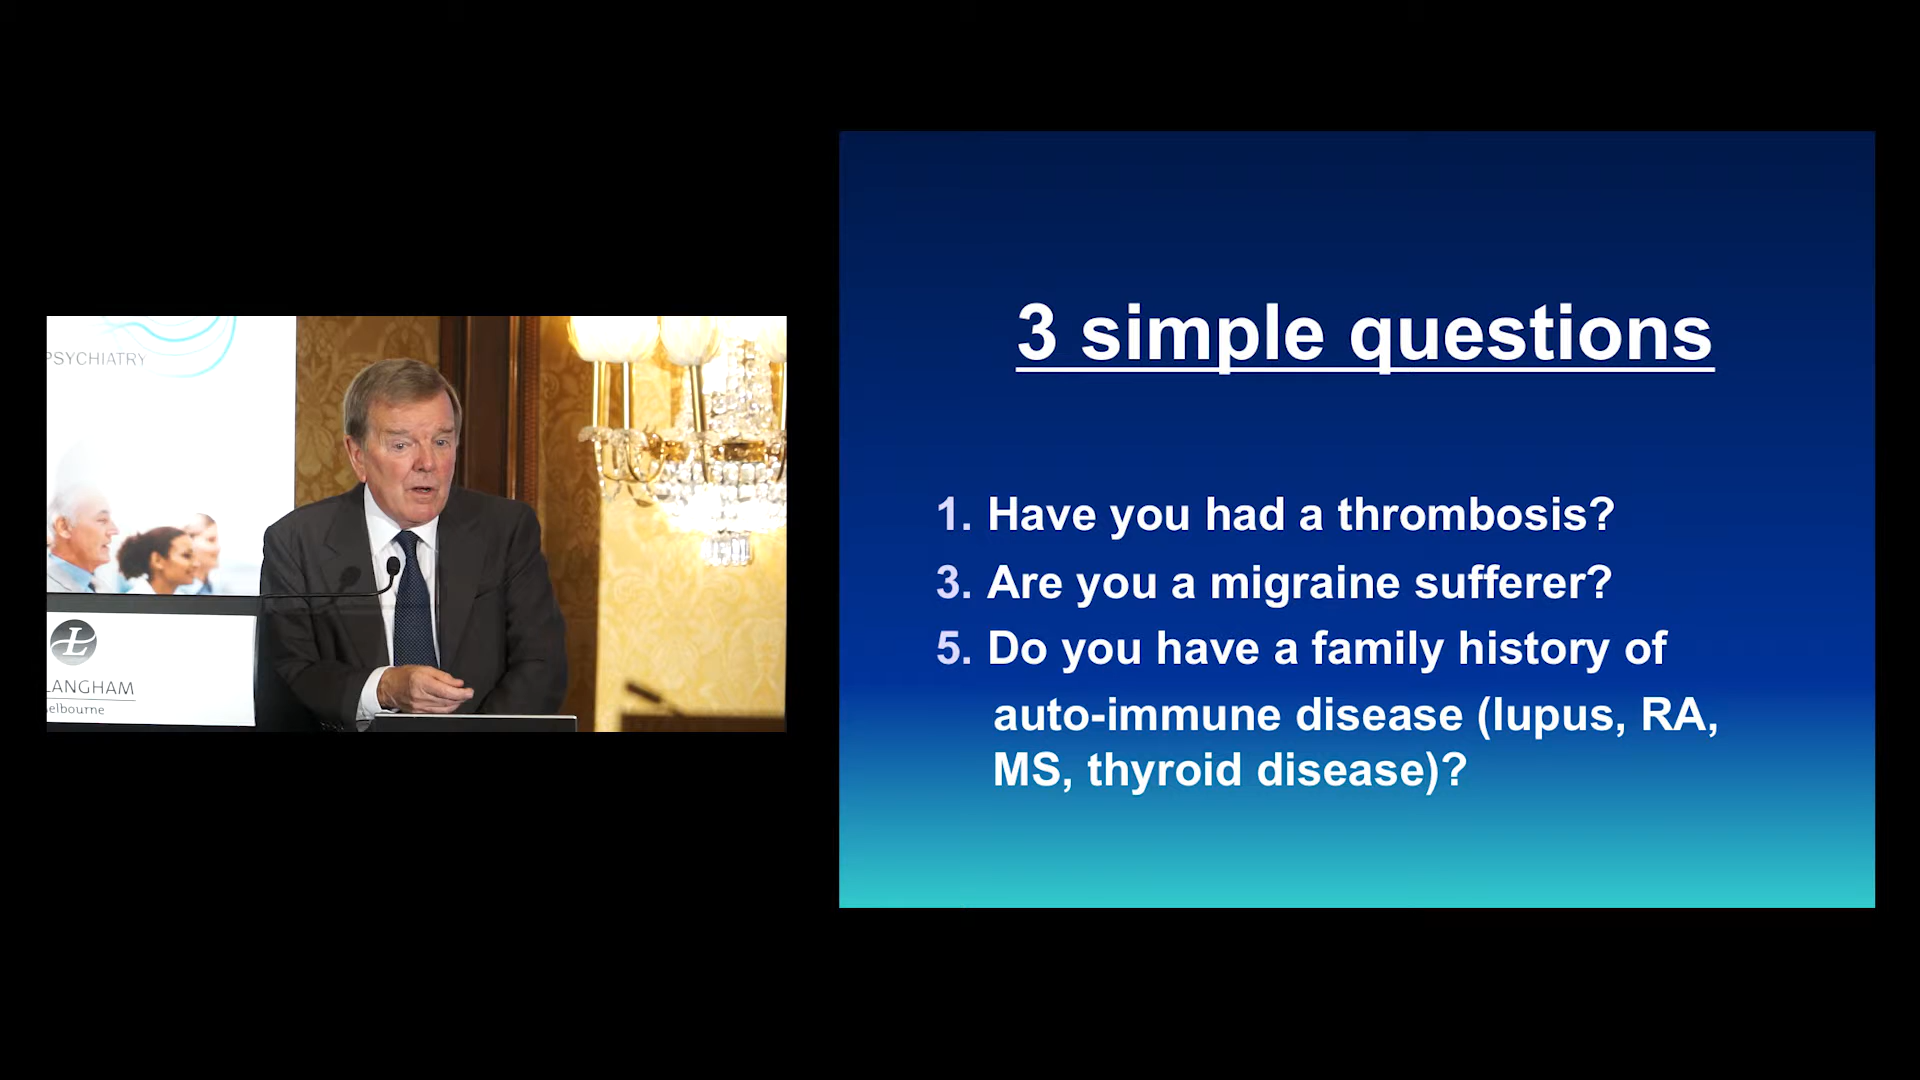 PSYCHIATRY
LANGHAM
elbourne
3 simple questions
1. Have you had a thrombosis?
3. Are you a migraine sufferer?
5. Do you have a family history of
auto-immune disease (lupus, RA,
MS, thyroid disease)?